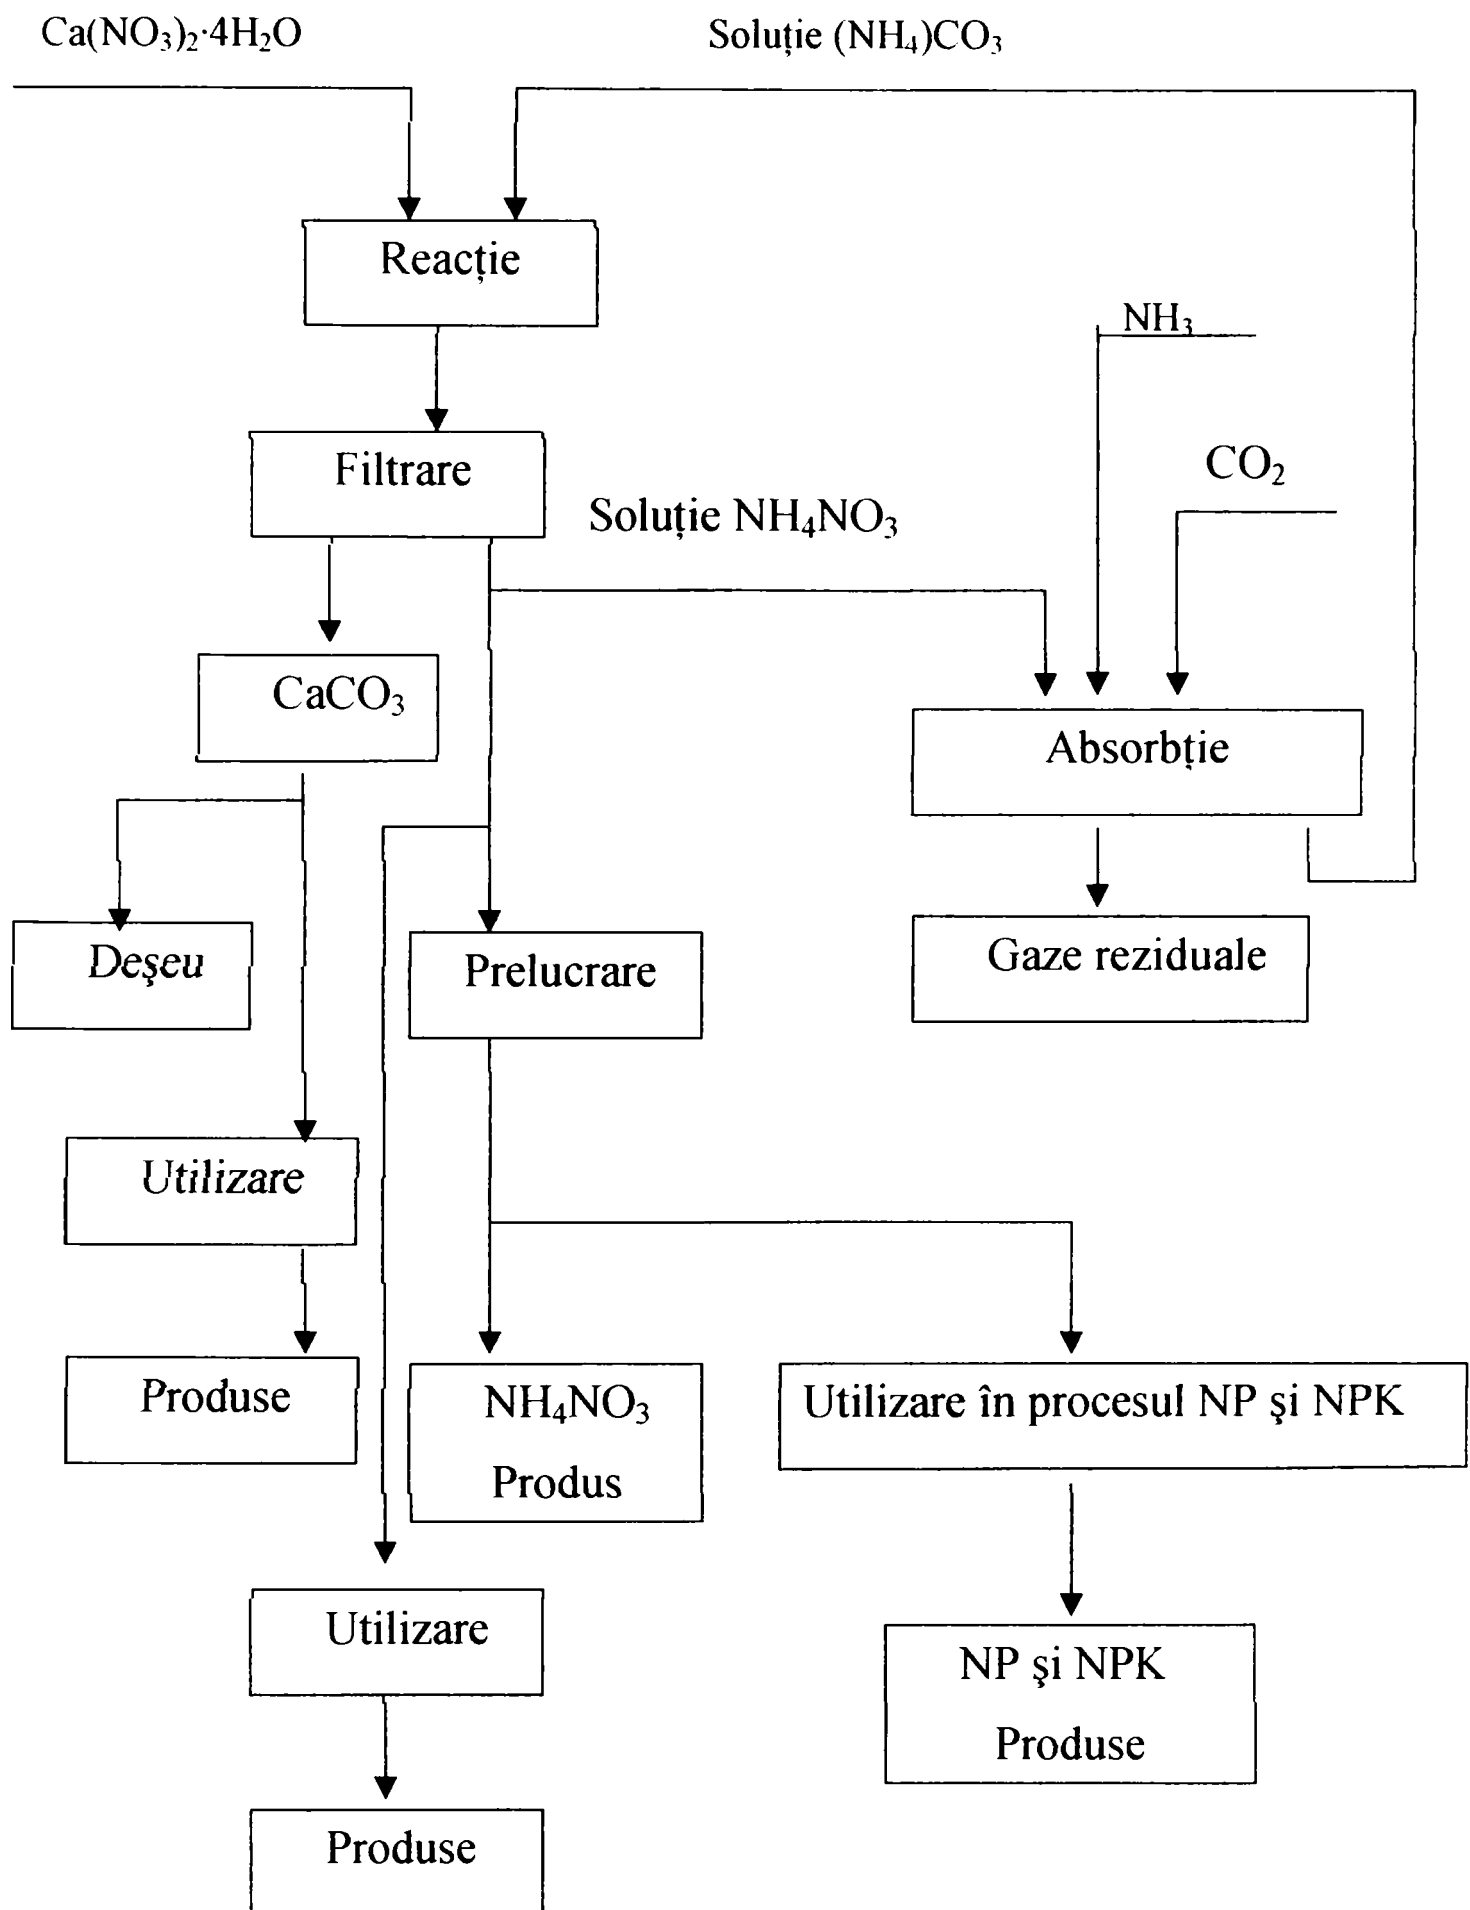 Ca(NO₃)₂·4H₂O
Soluție (NH₄)CO₃
Reacție
NH₃
Filtrare
CO₂
Soluție NH₄NO₃
CaCO₃
Absorbție
Deşeu
Prelucrare
Gaze reziduale
Utilizare
Produse
NH₄NO₃
Produs
Utilizare în procesul NP şi NPK
Utilizare
NP şi NPK
Produse
Produse